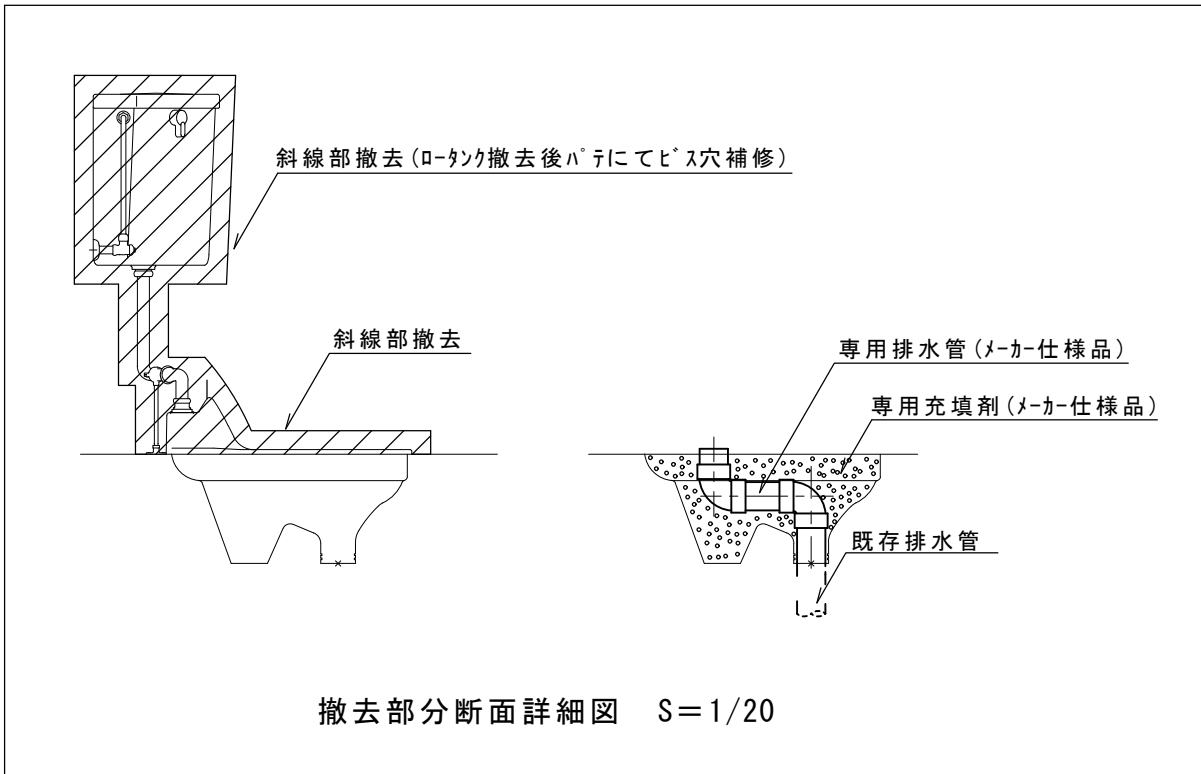 斜線部撤去(ﾛｰﾀﾝｸ撤去後ﾊﾟﾃにてﾋﾞｽ穴補修)
斜線部撤去
専用排水管(ﾒｰｶｰ仕様品)
専用充填剤(ﾒｰｶｰ仕様品)
既存排水管
撤去部分断面詳細図　S＝1/20